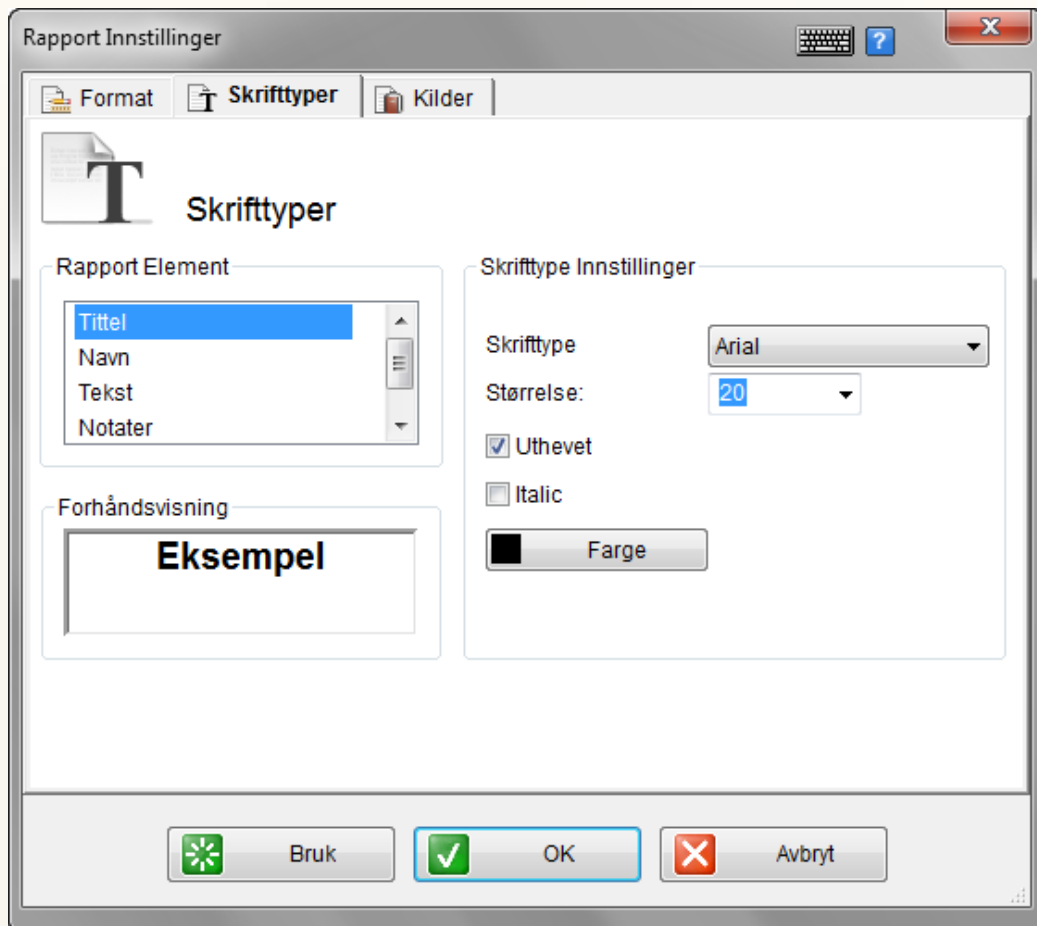 Rapport Innstillinger
?
X
Format
Skrifttyper
Kilder
T
Skrifttyper
Rapport Element
Tittel
Navn
Tekst
Notater
Forhåndsvisning
Eksempel
Skrifttype Innstillinger
Skrifttype
Arial
Størrelse:
20
Uthevet
Italic
Farge
Bruk
OK
Avbryt